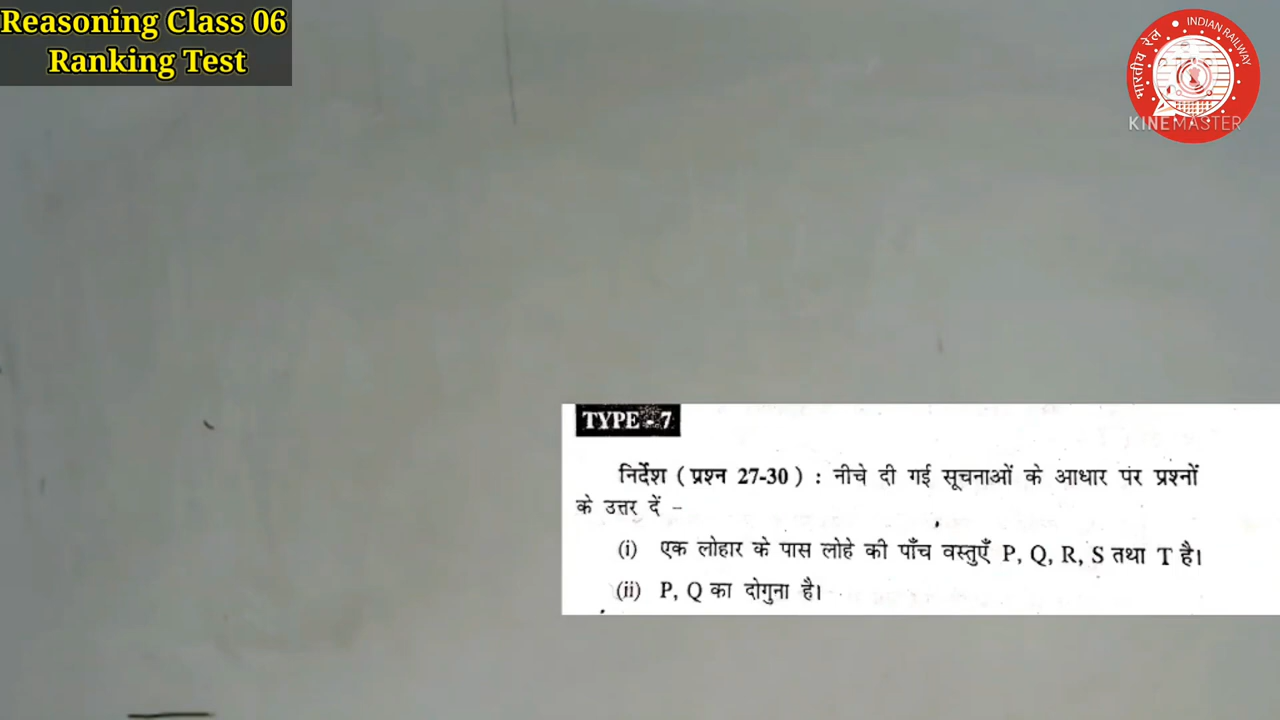 Reasoning Class 06
Ranking Test
भारतीय रेल
INDIAN RAILWAY
KINEMASTER
TYPE - 7
निर्देश ( प्रश्न 27-30 ) : नीचे दी गई सूचनाओं के आधार पर प्रश्नों
के उत्तर दें -
(i) एक लोहार के पास लोहे की पाँच वस्तुएँ P, Q, R, S तथा T है।
(ii) P, Q का दोगुना है।